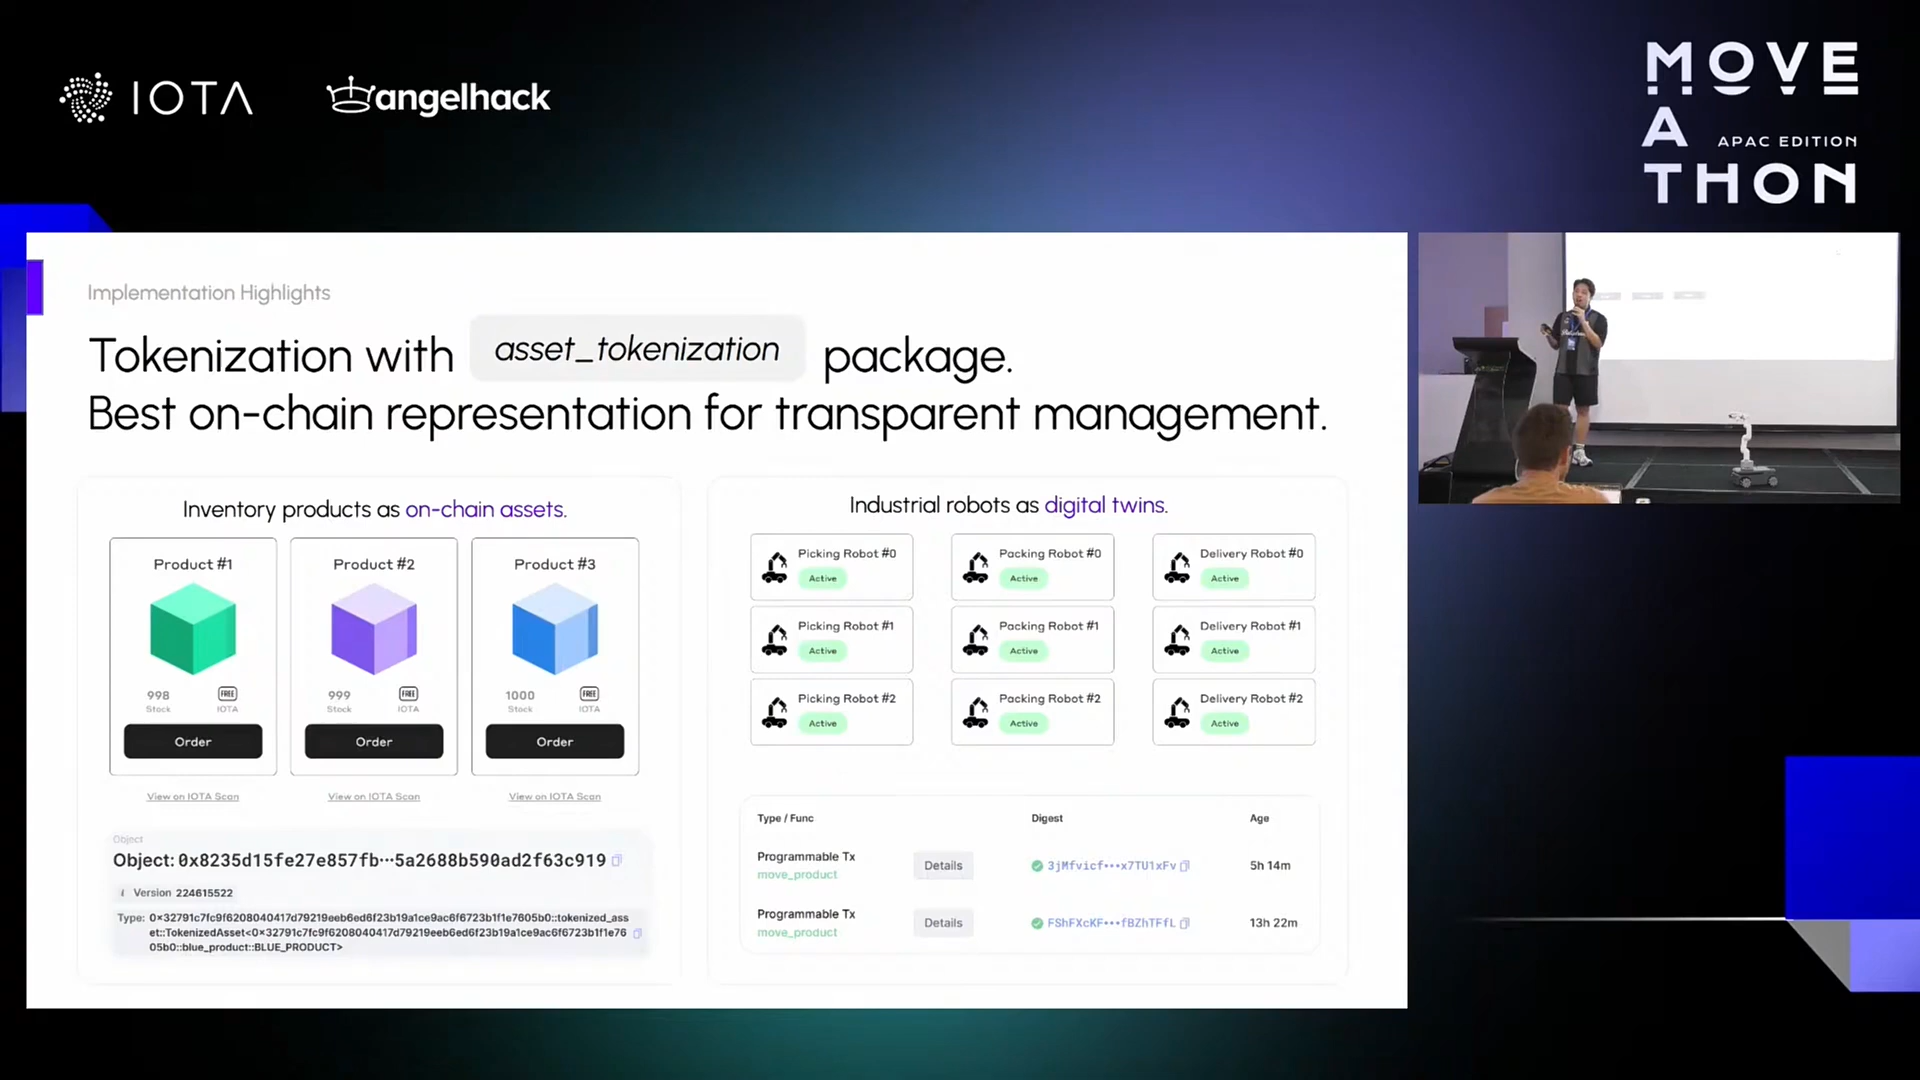 IOTA
angelhack
MOVE
A
APAC EDITION
THON
Implementation Highlights
Tokenization with asset_tokenization package.
Best on-chain representation for transparent management.
Inventory products as on-chain assets.
Product #1
998
Stock
FREE
IOTA
Order
View on IOTA Scan
Product #2
999
Stock
FREE
IOTA
Order
View on IOTA Scan
Product #3
1000
Stock
FREE
IOTA
Order
View on IOTA Scan
Object
Object: 0x8235d15fe27e857fb···5a2688b590ad2f63c919
i Version 224615522
Type: 0x32791c7fc9f6208040417d79219eeb6ed6f23b19a1ce9ac6f6723b1f1e7605b0::tokenized_ass
et::TokenizedAsset<0x32791c7fc9f6208040417d79219eeb6ed6f23b19a1ce9ac6f6723b1f1e76
05b0::blue_product::BLUE_PRODUCT>
Industrial robots as digital twins.
Picking Robot #0
Active
Packing Robot #0
Active
Delivery Robot #0
Active
Picking Robot #1
Active
Packing Robot #1
Active
Delivery Robot #1
Active
Picking Robot #2
Active
Packing Robot #2
Active
Delivery Robot #2
Active
Type / Func Digest Age
Programmable Tx
move_product
Details
3jMfvicf···x7TU1xFv
5h 14m
Programmable Tx
move_product
Details
FShFXcKF···fBZhTFfL
13h 22m